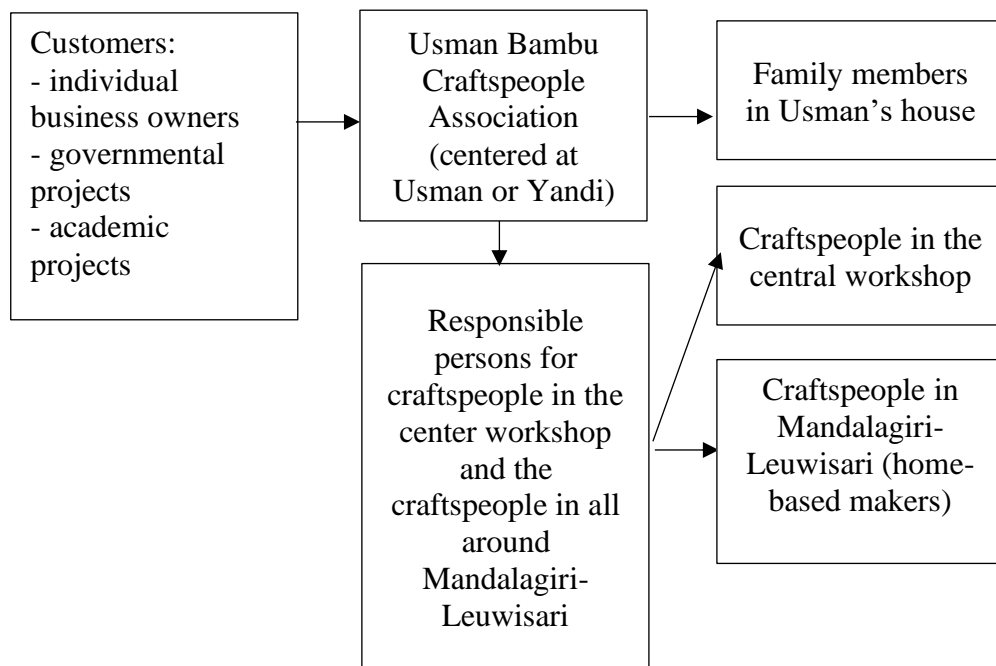 Customers:
- individual
business owners
- governmental
projects
- academic
projects
Usman Bambu
Craftspeople
Association
(centered at
Usman or Yandi)
Family members
in Usman’s house
Craftspeople in the
central workshop
Responsible
persons for
craftspeople in the
center workshop
and the
craftspeople in all
around
Mandalagiri-
Leuwisari
Craftspeople in
Mandalagiri-
Leuwisari (home-
based makers)